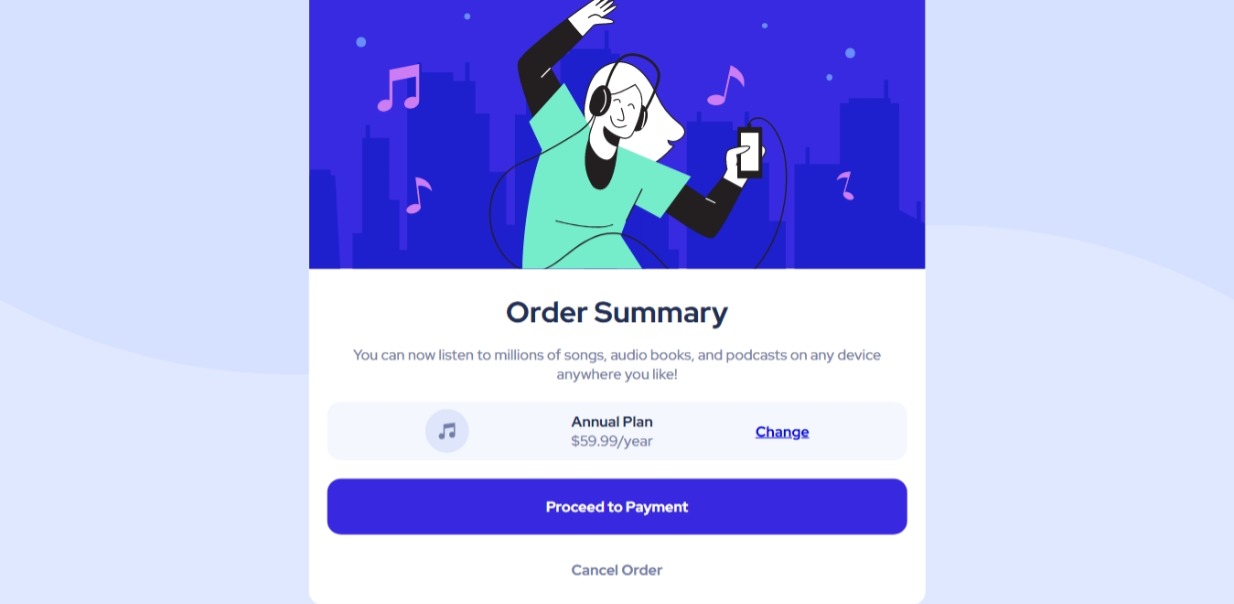 Order Summary
You can now listen to millions of songs, audio books, and podcasts on any device
anywhere you like!
Annual Plan
$59.99/year
Change
Proceed to Payment
Cancel Order